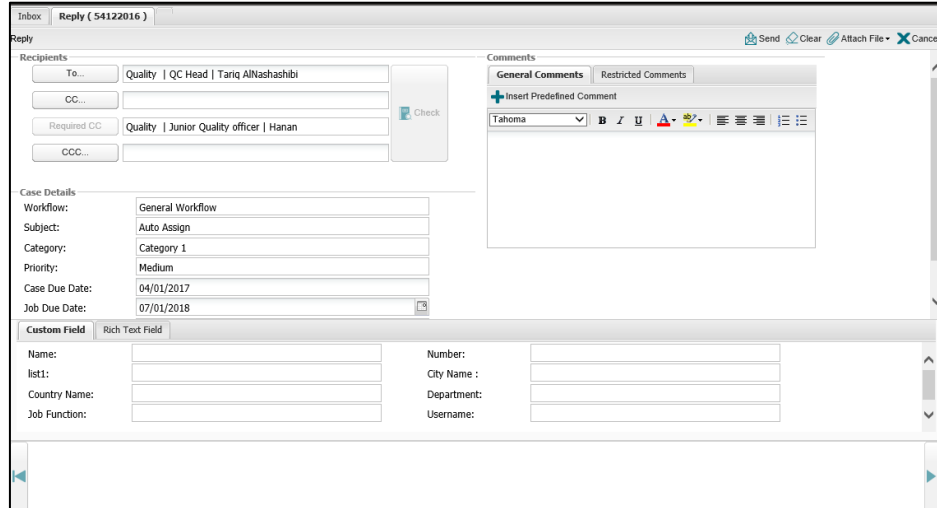 Inbox Reply ( 54122016 )
Reply Send Clear Attach File Cance
Recipients
To... Quality | QC Head | Tariq AlNashashibi
CC...
Required CC Quality | Junior Quality officer | Hanan
CCC...
Check
Comments
General Comments Restricted Comments
Insert Predefined Comment
Tahoma B I U A ab
Case Details
Workflow: General Workflow
Subject: Auto Assign
Category: Category 1
Priority: Medium
Case Due Date: 04/01/2017
Job Due Date: 07/01/2018
Custom Field Rich Text Field
Name: Number:
list1: City Name :
Country Name: Department:
Job Function: Username: